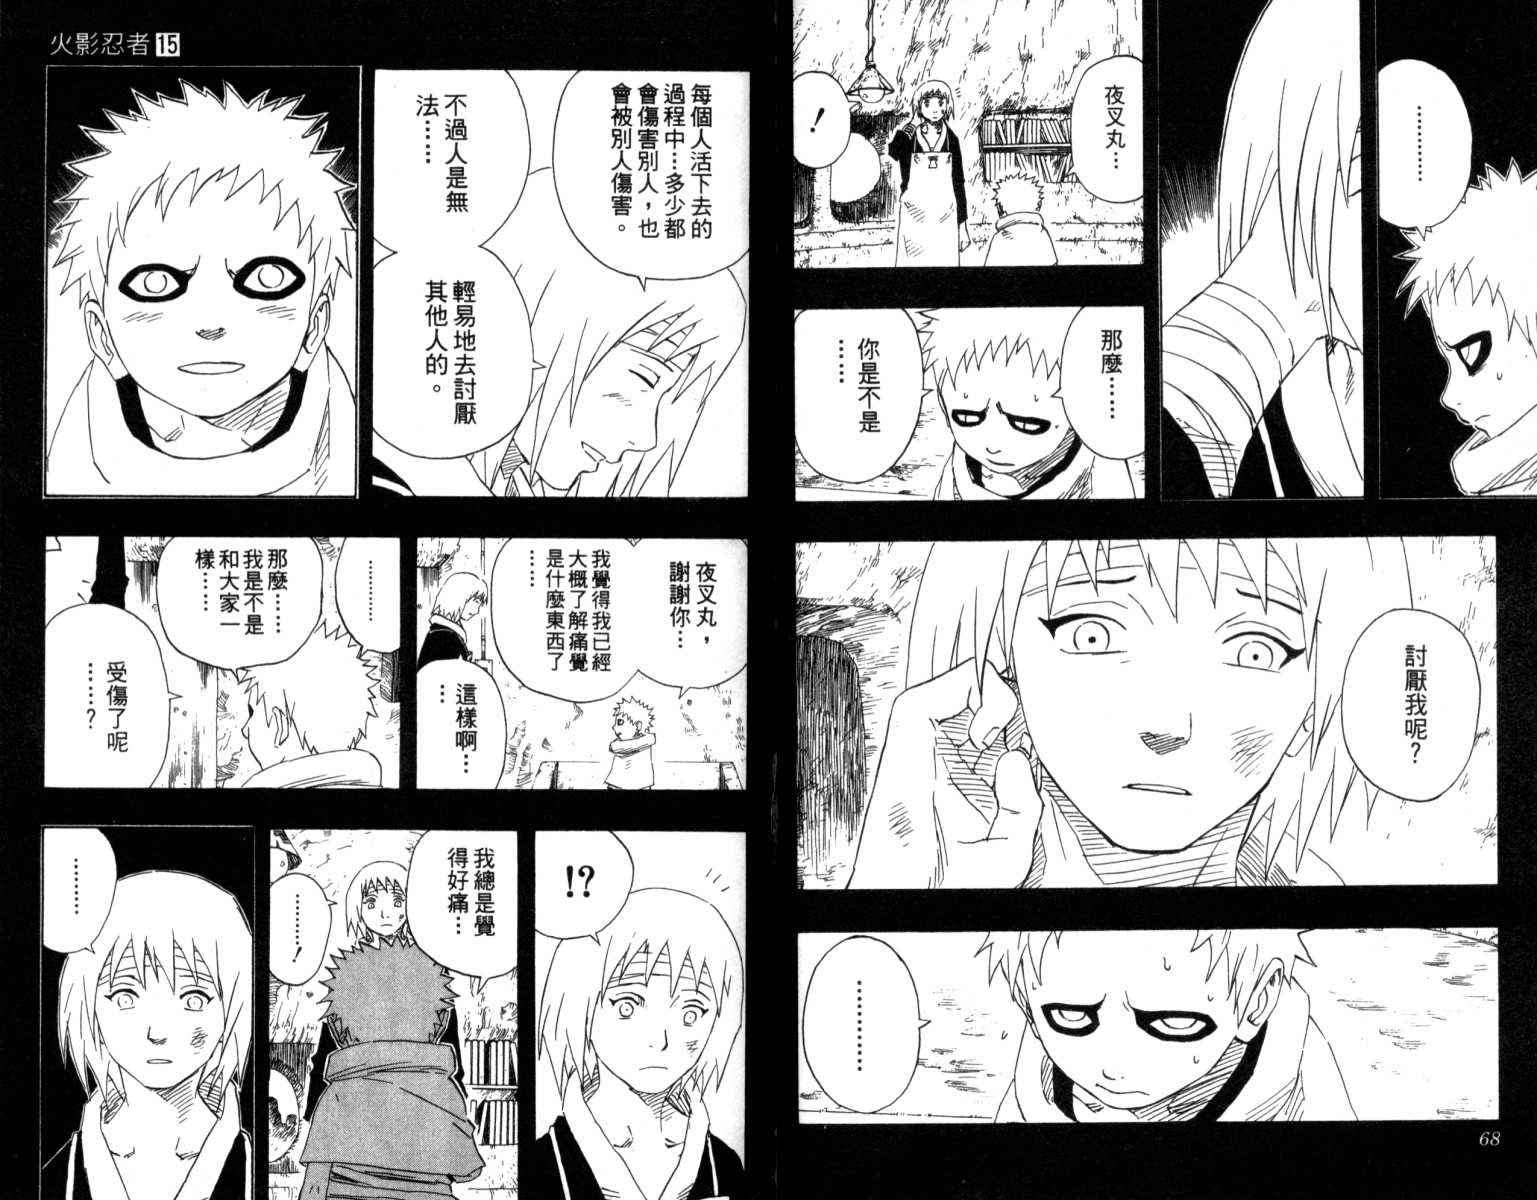 ………
夜叉丸…
！
那麼……
你是不是
……
討厭我呢？
…………
68
火影忍者15
每個人活下去的
過程中…多少都
會傷害別人，也
會被別人傷害。
不過人是無
法……
輕易地去討厭
其他人的。
夜叉丸，
謝謝你…
我覺得我已經
大概了解痛覺
是什麼東西了
……
這樣啊…
…
………
那麼……
我是不是
和大家一
樣……
受傷了呢
……？
!?
我總是覺
得好痛…
……！
………